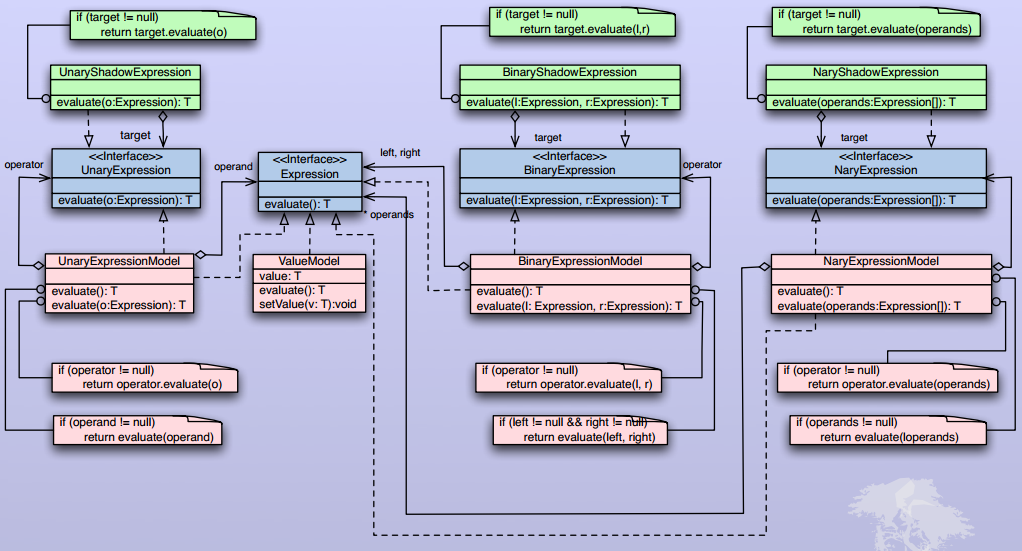 if (target != null)
return target.evaluate(o)
if (target != null)
return target.evaluate(l,r)
if (target != null)
return target.evaluate(operands)
UnaryShadowExpression
evaluate(o:Expression): T
BinaryShadowExpression
evaluate(l:Expression, r:Expression): T
NaryShadowExpression
evaluate(operands:Expression[]): T
target
target
target
operator
<<Interface>>
UnaryExpression
evaluate(o:Expression): T
operand
<<Interface>>
Expression
evaluate(): T
left, right
* operands
<<Interface>>
BinaryExpression
evaluate(l:Expression, r:Expression): T
operator
<<Interface>>
NaryExpression
evaluate(operands:Expression[]): T
UnaryExpressionModel
evaluate(): T
evaluate(o:Expression): T
ValueModel
value: T
evaluate(): T
setValue(v: T):void
BinaryExpressionModel
evaluate(): T
evaluate(l: Expression, r:Expression): T
NaryExpressionModel
evaluate(): T
evaluate(operands:Expression[]): T
if (operator != null)
return operator.evaluate(o)
if (operator != null)
return operator.evaluate(l, r)
if (operator != null)
return operator.evaluate(operands)
if (operand != null)
return evaluate(operand)
if (left != null && right != null)
return evaluate(left, right)
if (operands != null)
return evaluate(loperands)